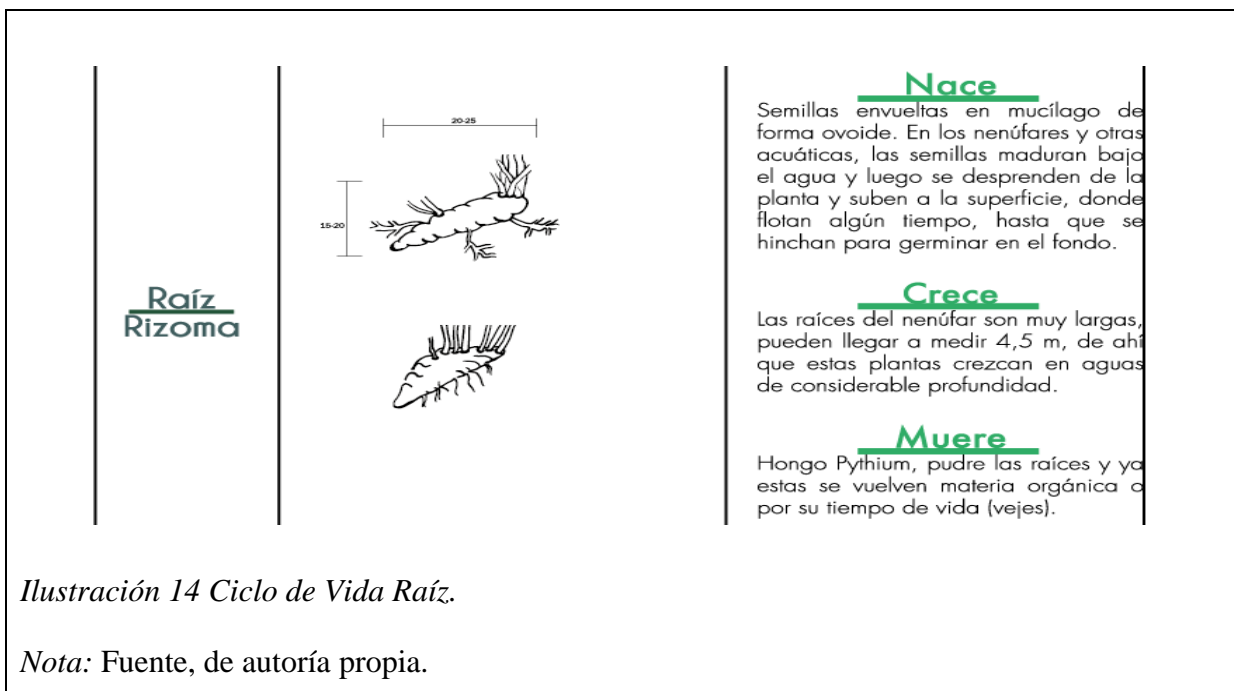 Raíz
Rizoma
20-25
15-20
Nace
Semillas envueltas en mucílago de
forma ovoide. En los nenúfares y otras
acuáticas, las semillas maduran bajo
el agua y luego se desprenden de la
planta y suben a la superficie, donde
flotan algún tiempo, hasta que se
hinchan para germinar en el fondo.
Crece
Las raíces del nenúfar son muy largas,
pueden llegar a medir 4,5 m, de ahí
que estas plantas crezcan en aguas
de considerable profundidad.
Muere
Hongo Pythium, pudre las raíces y ya
estas se vuelven materia orgánica o
por su tiempo de vida (vejes).
Ilustración 14 Ciclo de Vida Raíz.
Nota: Fuente, de autoría propia.